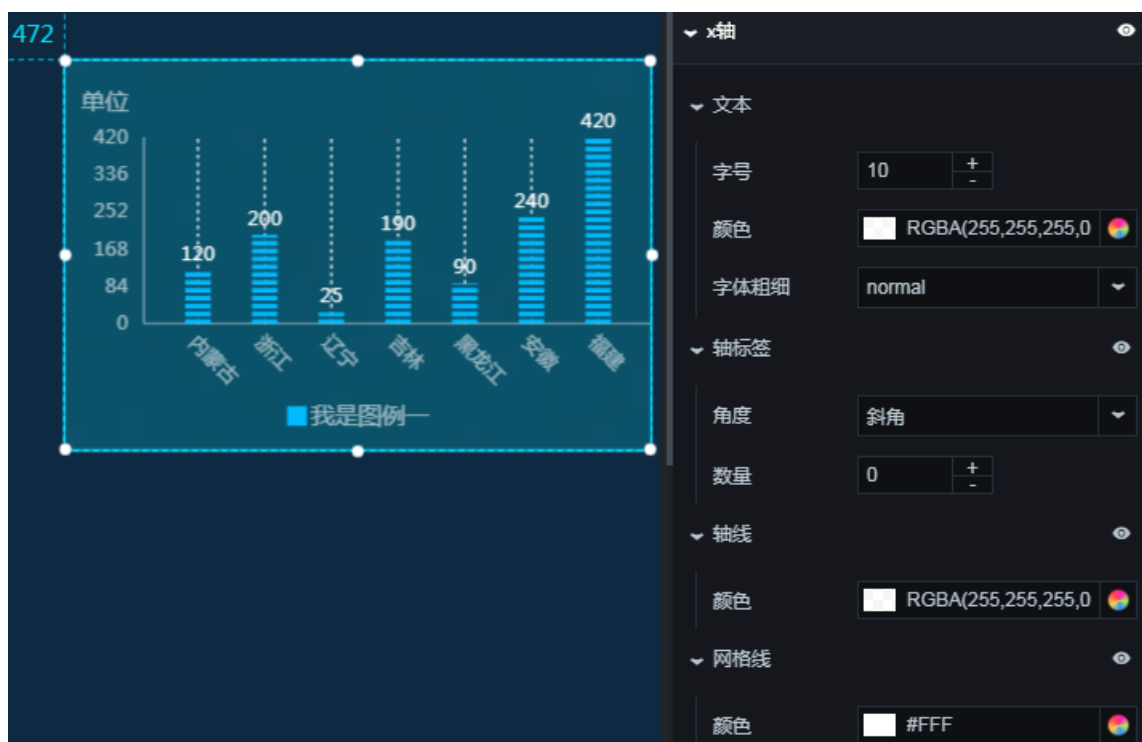 472
单位
420
336
252
168
84
0
120
200
25
190
90
240
420
内蒙古
浙江
辽宁
吉林
黑龙江
安徽
福建
我是图例一
x轴
文本
字号
10
+
-
颜色
RGBA(255,255,255,0
字体粗细
normal
轴标签
角度
斜角
数量
0
+
-
轴线
颜色
RGBA(255,255,255,0
网格线
颜色
#FFF